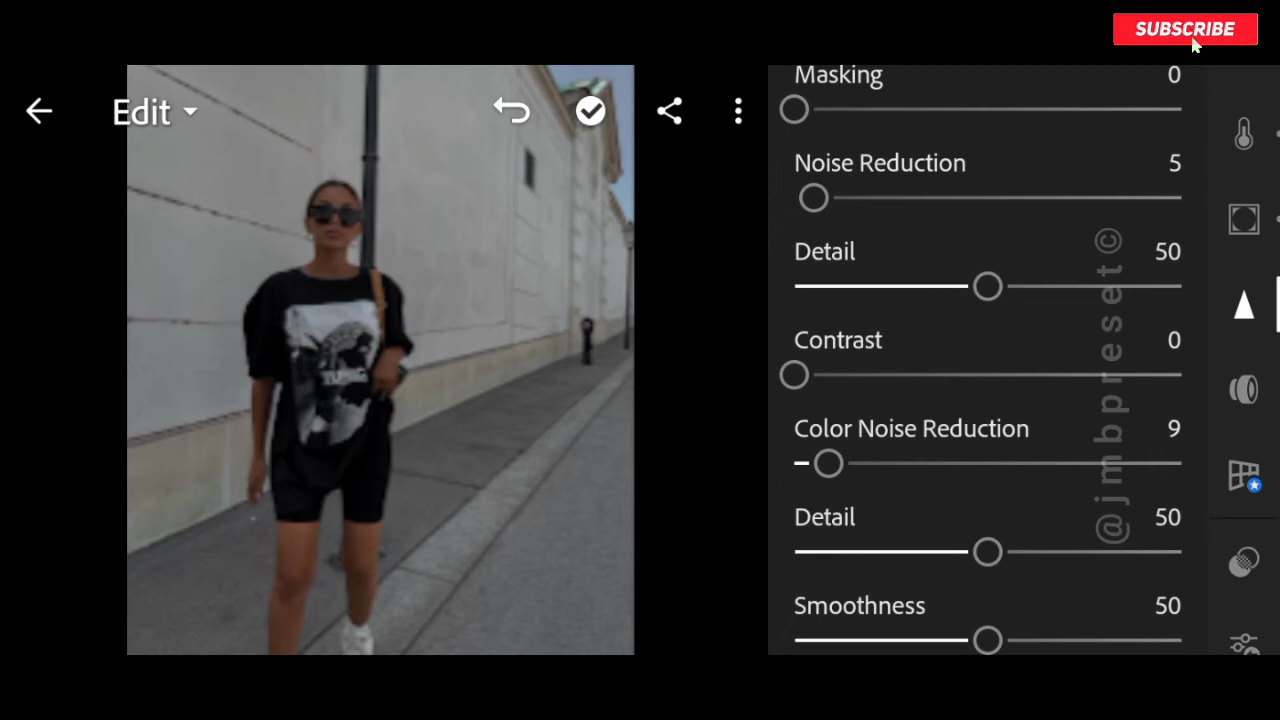 SUBSCRIBE
Edit
Masking 0
Noise Reduction 5
Detail 50
Contrast 0
Color Noise Reduction 9
Detail 50
Smoothness 50
@jmbpreset©